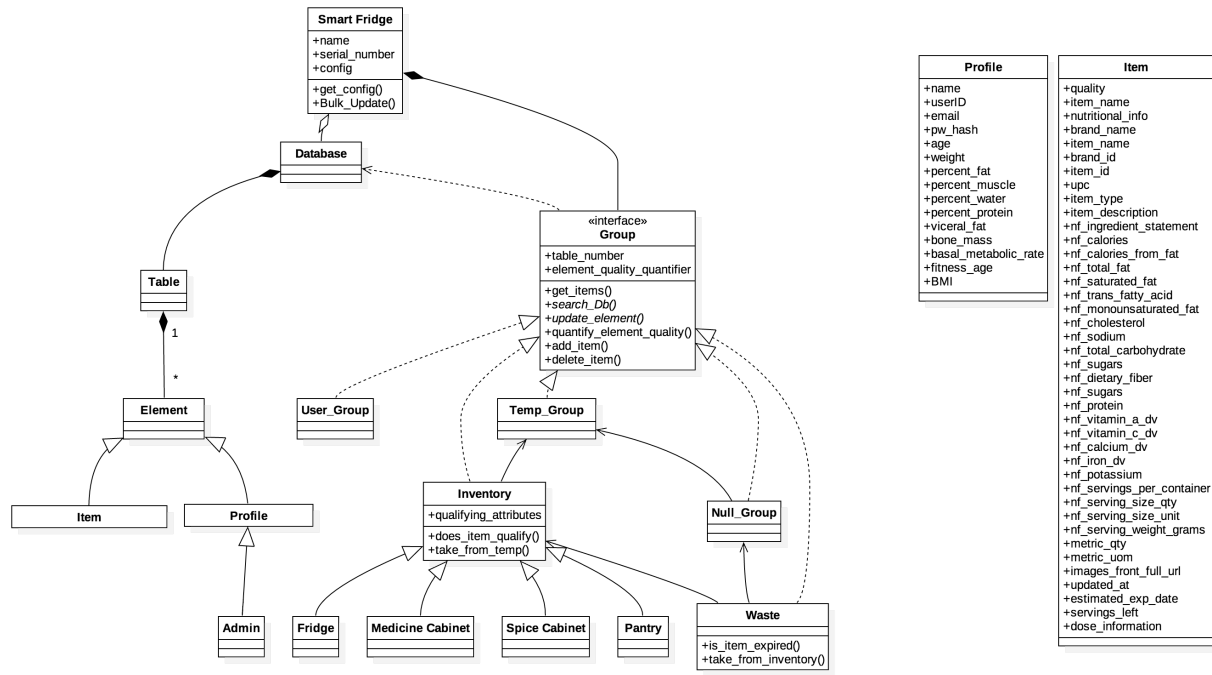 Smart Fridge
+name
+serial_number
+config
+get_config()
+Bulk_Update()
Database
«interface»
Group
+table_number
+element_quality_quantifier
+get_items()
+search_Db()
+update_element()
+quantify_element_quality()
+add_item()
+delete_item()
Table
1
*
Element
User_Group
Temp_Group
Item
Profile
Inventory
+qualifying_attributes
+does_item_qualify()
+take_from_temp()
Null_Group
Admin
Fridge
Medicine Cabinet
Spice Cabinet
Pantry
Waste
+is_item_expired()
+take_from_inventory()
Profile
+name
+userID
+email
+pw_hash
+age
+weight
+percent_fat
+percent_muscle
+percent_water
+percent_protein
+viceral_fat
+bone_mass
+basal_metabolic_rate
+fitness_age
+BMI
Item
+quality
+item_name
+nutritional_info
+brand_name
+item_name
+brand_id
+item_id
+upc
+item_type
+item_description
+nf_ingredient_statement
+nf_calories
+nf_calories_from_fat
+nf_total_fat
+nf_saturated_fat
+nf_trans_fatty_acid
+nf_monounsaturated_fat
+nf_cholesterol
+nf_sodium
+nf_total_carbohydrate
+nf_sugars
+nf_dietary_fiber
+nf_sugars
+nf_protein
+nf_vitamin_a_dv
+nf_vitamin_c_dv
+nf_calcium_dv
+nf_iron_dv
+nf_potassium
+nf_servings_per_container
+nf_serving_size_qty
+nf_serving_size_unit
+nf_serving_weight_grams
+metric_qty
+metric_uom
+images_front_full_url
+updated_at
+estimated_exp_date
+servings_left
+dose_information